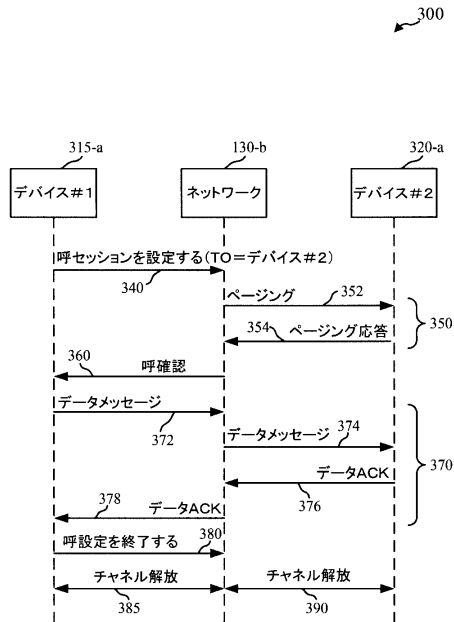 300
315-a
130-b
320-a
デバイス#1
ネットワーク
デバイス#2
呼セッションを設定する(TO=デバイス#2)
340
ページング
352
354
ページング応答
350
360
呼確認
データメッセージ
372
データメッセージ
374
370
データACK
376
378
データACK
呼設定を終了する
380
チャネル解放
385
チャネル解放
390